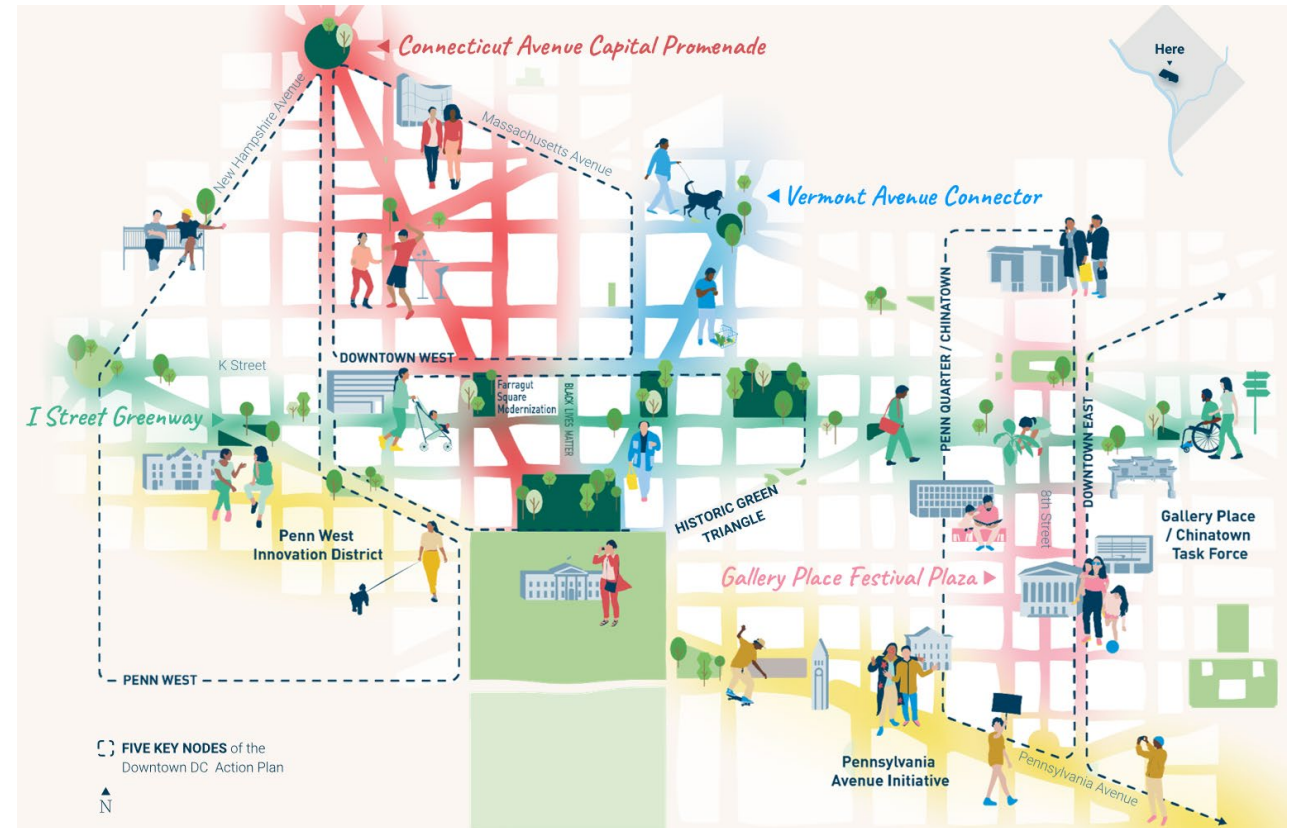 Connecticut Avenue Capital Promenade
Here
New Hampshire Avenue
Massachusetts Avenue
Vermont Avenue Connector
PENN QUARTER / CHINATOWN
K Street
DOWNTOWN WEST
Farragut
Square
Modernization
BLACK LIVES MATTER
I Street Greenway
DOWNTOWN EAST
8th Street
HISTORIC GREEN
TRIANGLE
Penn West
Innovation District
Gallery Place
/ Chinatown
Task Force
Gallery Place Festival Plaza
PENN WEST
FIVE KEY NODES of the
Downtown DC Action Plan
N
Pennsylvania
Avenue Initiative
Pennsylvania Avenue